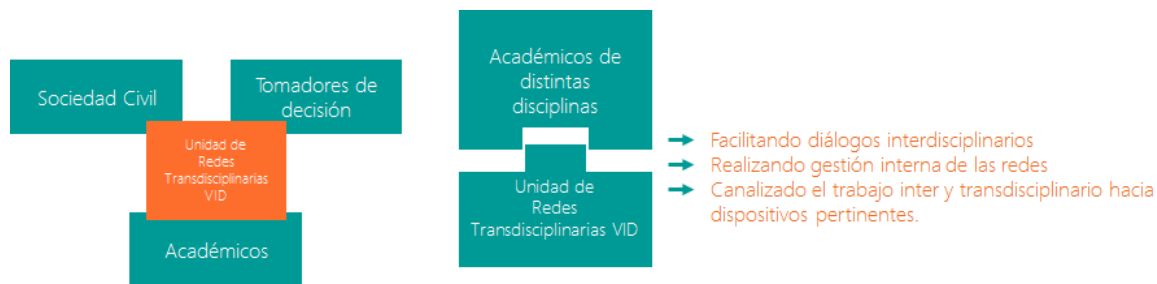 Sociedad Civil
Tomadores de
decisión
Unidad de
Redes
Transdisciplinarias
VID
Académicos
Académicos de
distintas
disciplinas
Unidad de
Redes
Transdisciplinarias VID
Facilitando diálogos interdisciplinarios
Realizando gestión interna de las redes
Canalizado el trabajo inter y transdisciplinario hacia
dispositivos pertinentes.